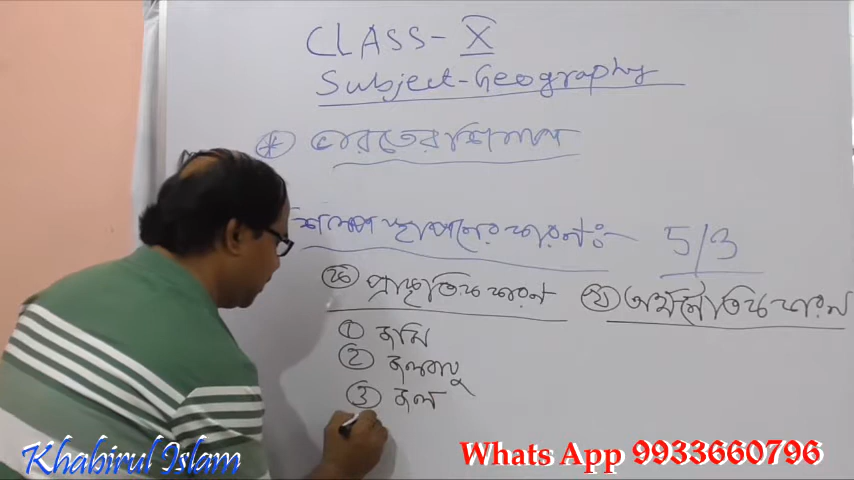 CLASS - X
Subject - Geography
* ভারতের শিল্প
শিল্প স্থাপনের কারণ :- 5/3
ক প্রাকৃতিক কারণ খ অর্থনৈতিক কারণ
1 জমি
2 জলবায়ু
3 জল
Khabirul Islam
Whats App 9933660796